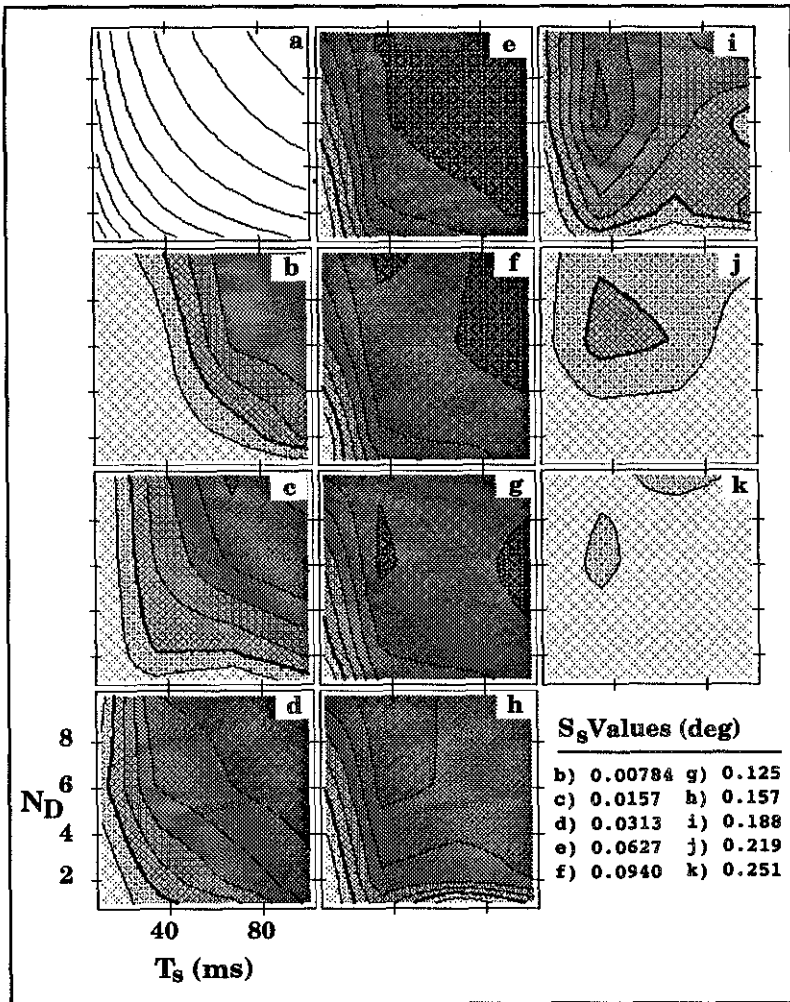 a
e
i
b
f
j
c
g
k
d
h
8
6
4
2
N_D
40 80
T_s (ms)
S_s Values (deg)
b) 0.00784 g) 0.125
c) 0.0157 h) 0.157
d) 0.0313 i) 0.188
e) 0.0627 j) 0.219
f) 0.0940 k) 0.251